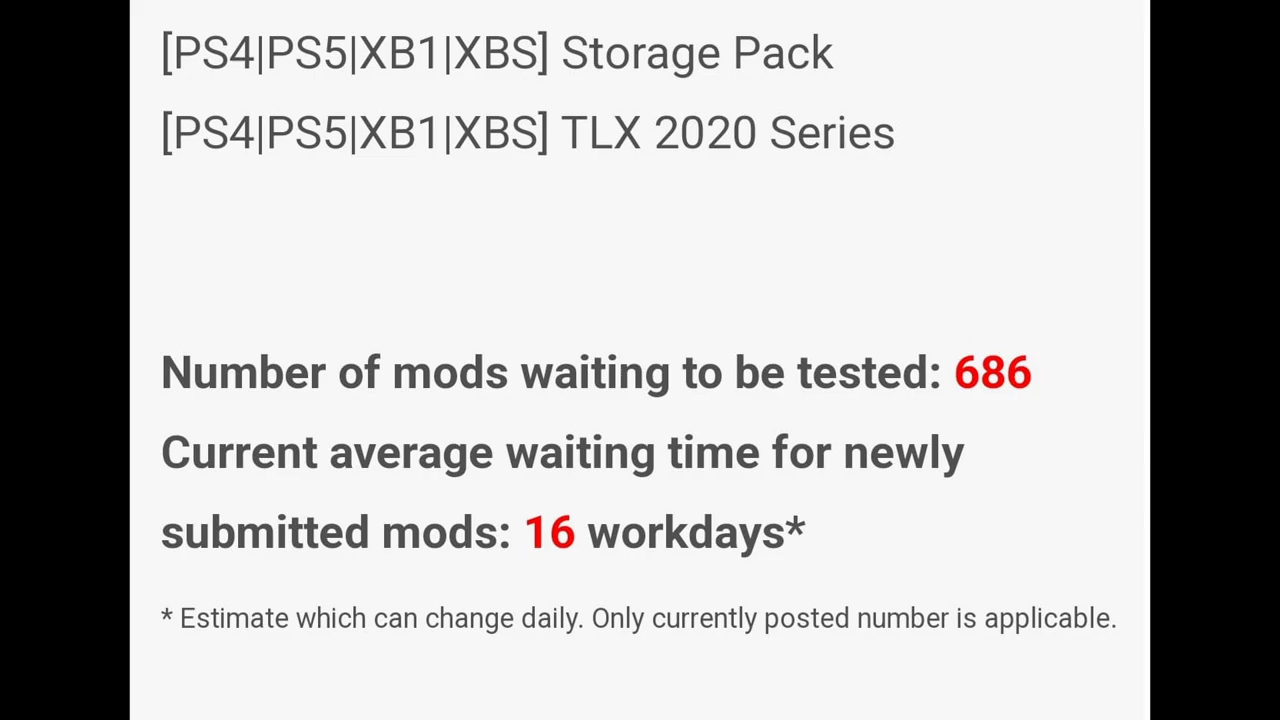 [PS4|PS5|XB1|XBS] Storage Pack
[PS4|PS5|XB1|XBS] TLX 2020 Series
Number of mods waiting to be tested: 686
Current average waiting time for newly
submitted mods: 16 workdays*
* Estimate which can change daily. Only currently posted number is applicable.